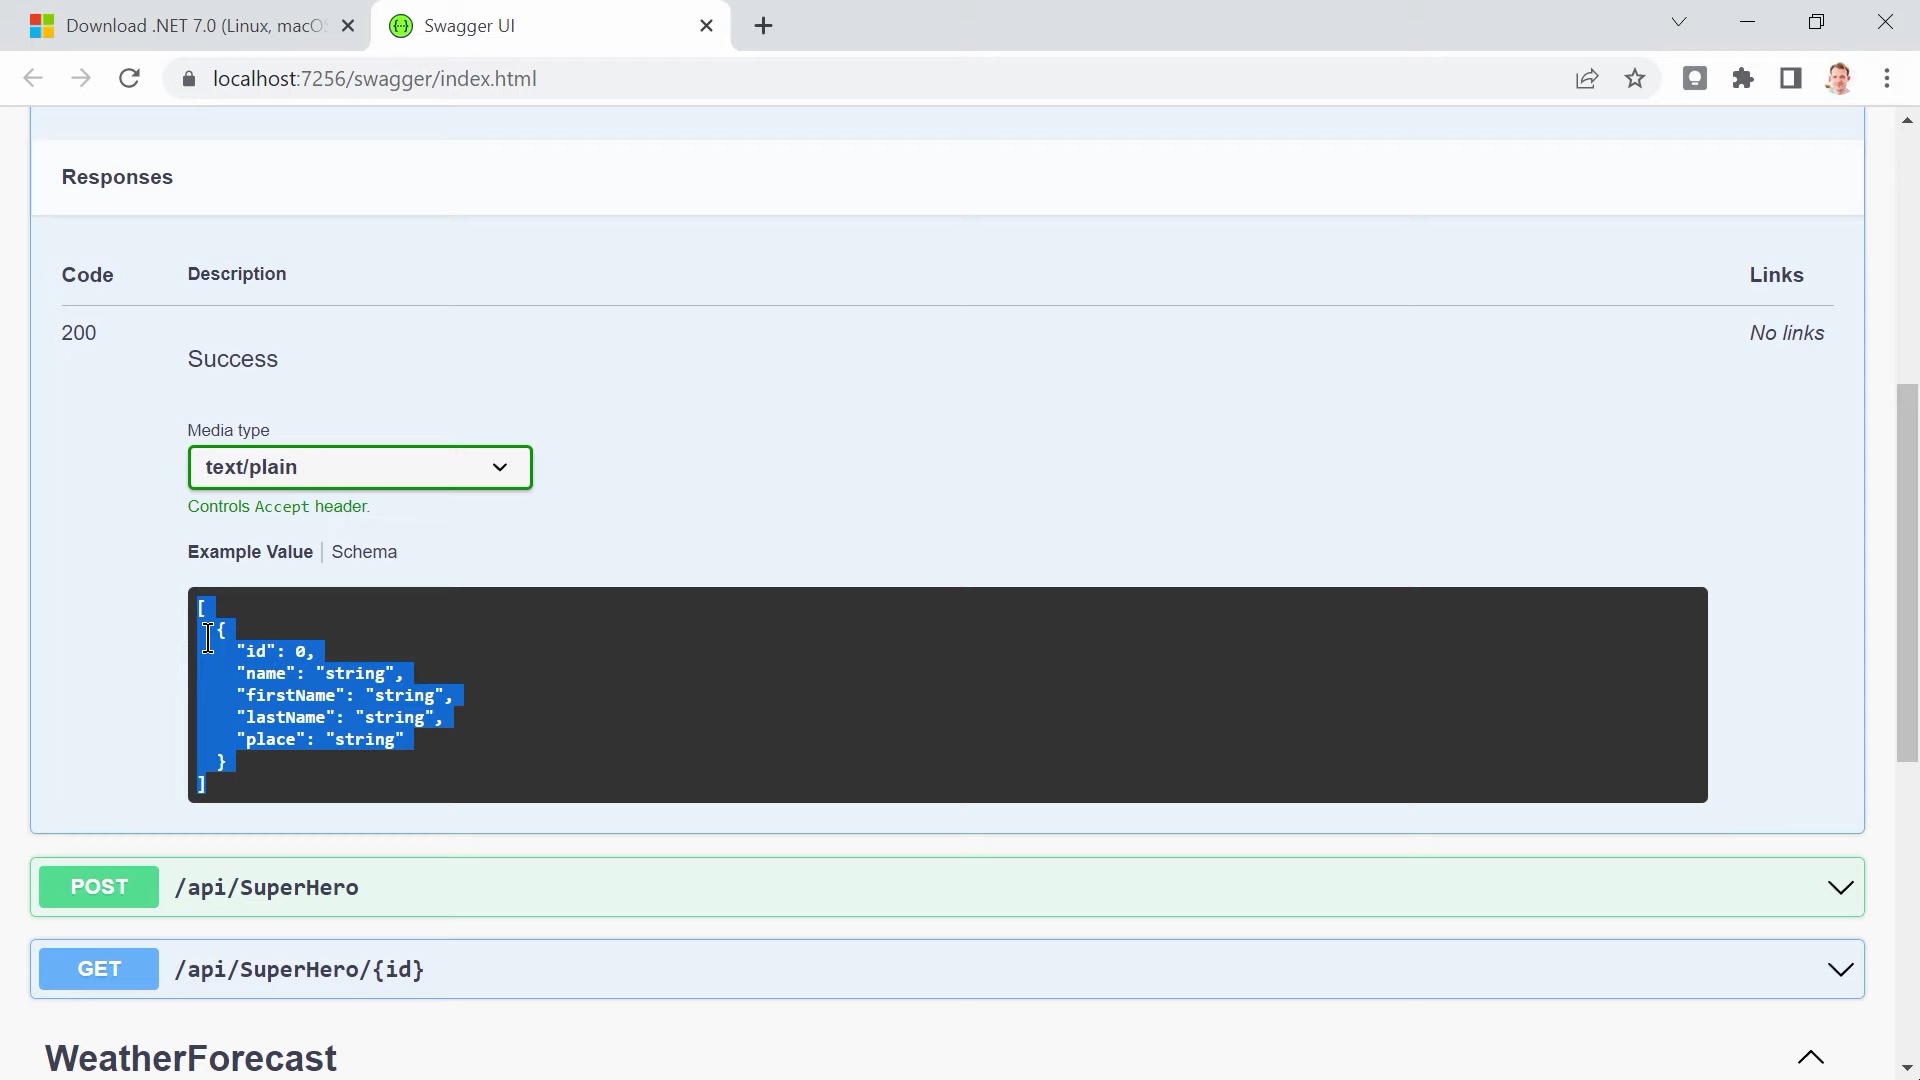 Download .NET 7.0 (Linux, macO
Swagger UI
localhost:7256/swagger/index.html
Responses
Code Description Links
200 Success No links
Media type
text/plain
Controls Accept header.
Example Value | Schema
[
{
"id": 0,
"name": "string",
"firstName": "string",
"lastName": "string",
"place": "string"
}
]
POST /api/SuperHero
GET /api/SuperHero/{id}
WeatherForecast